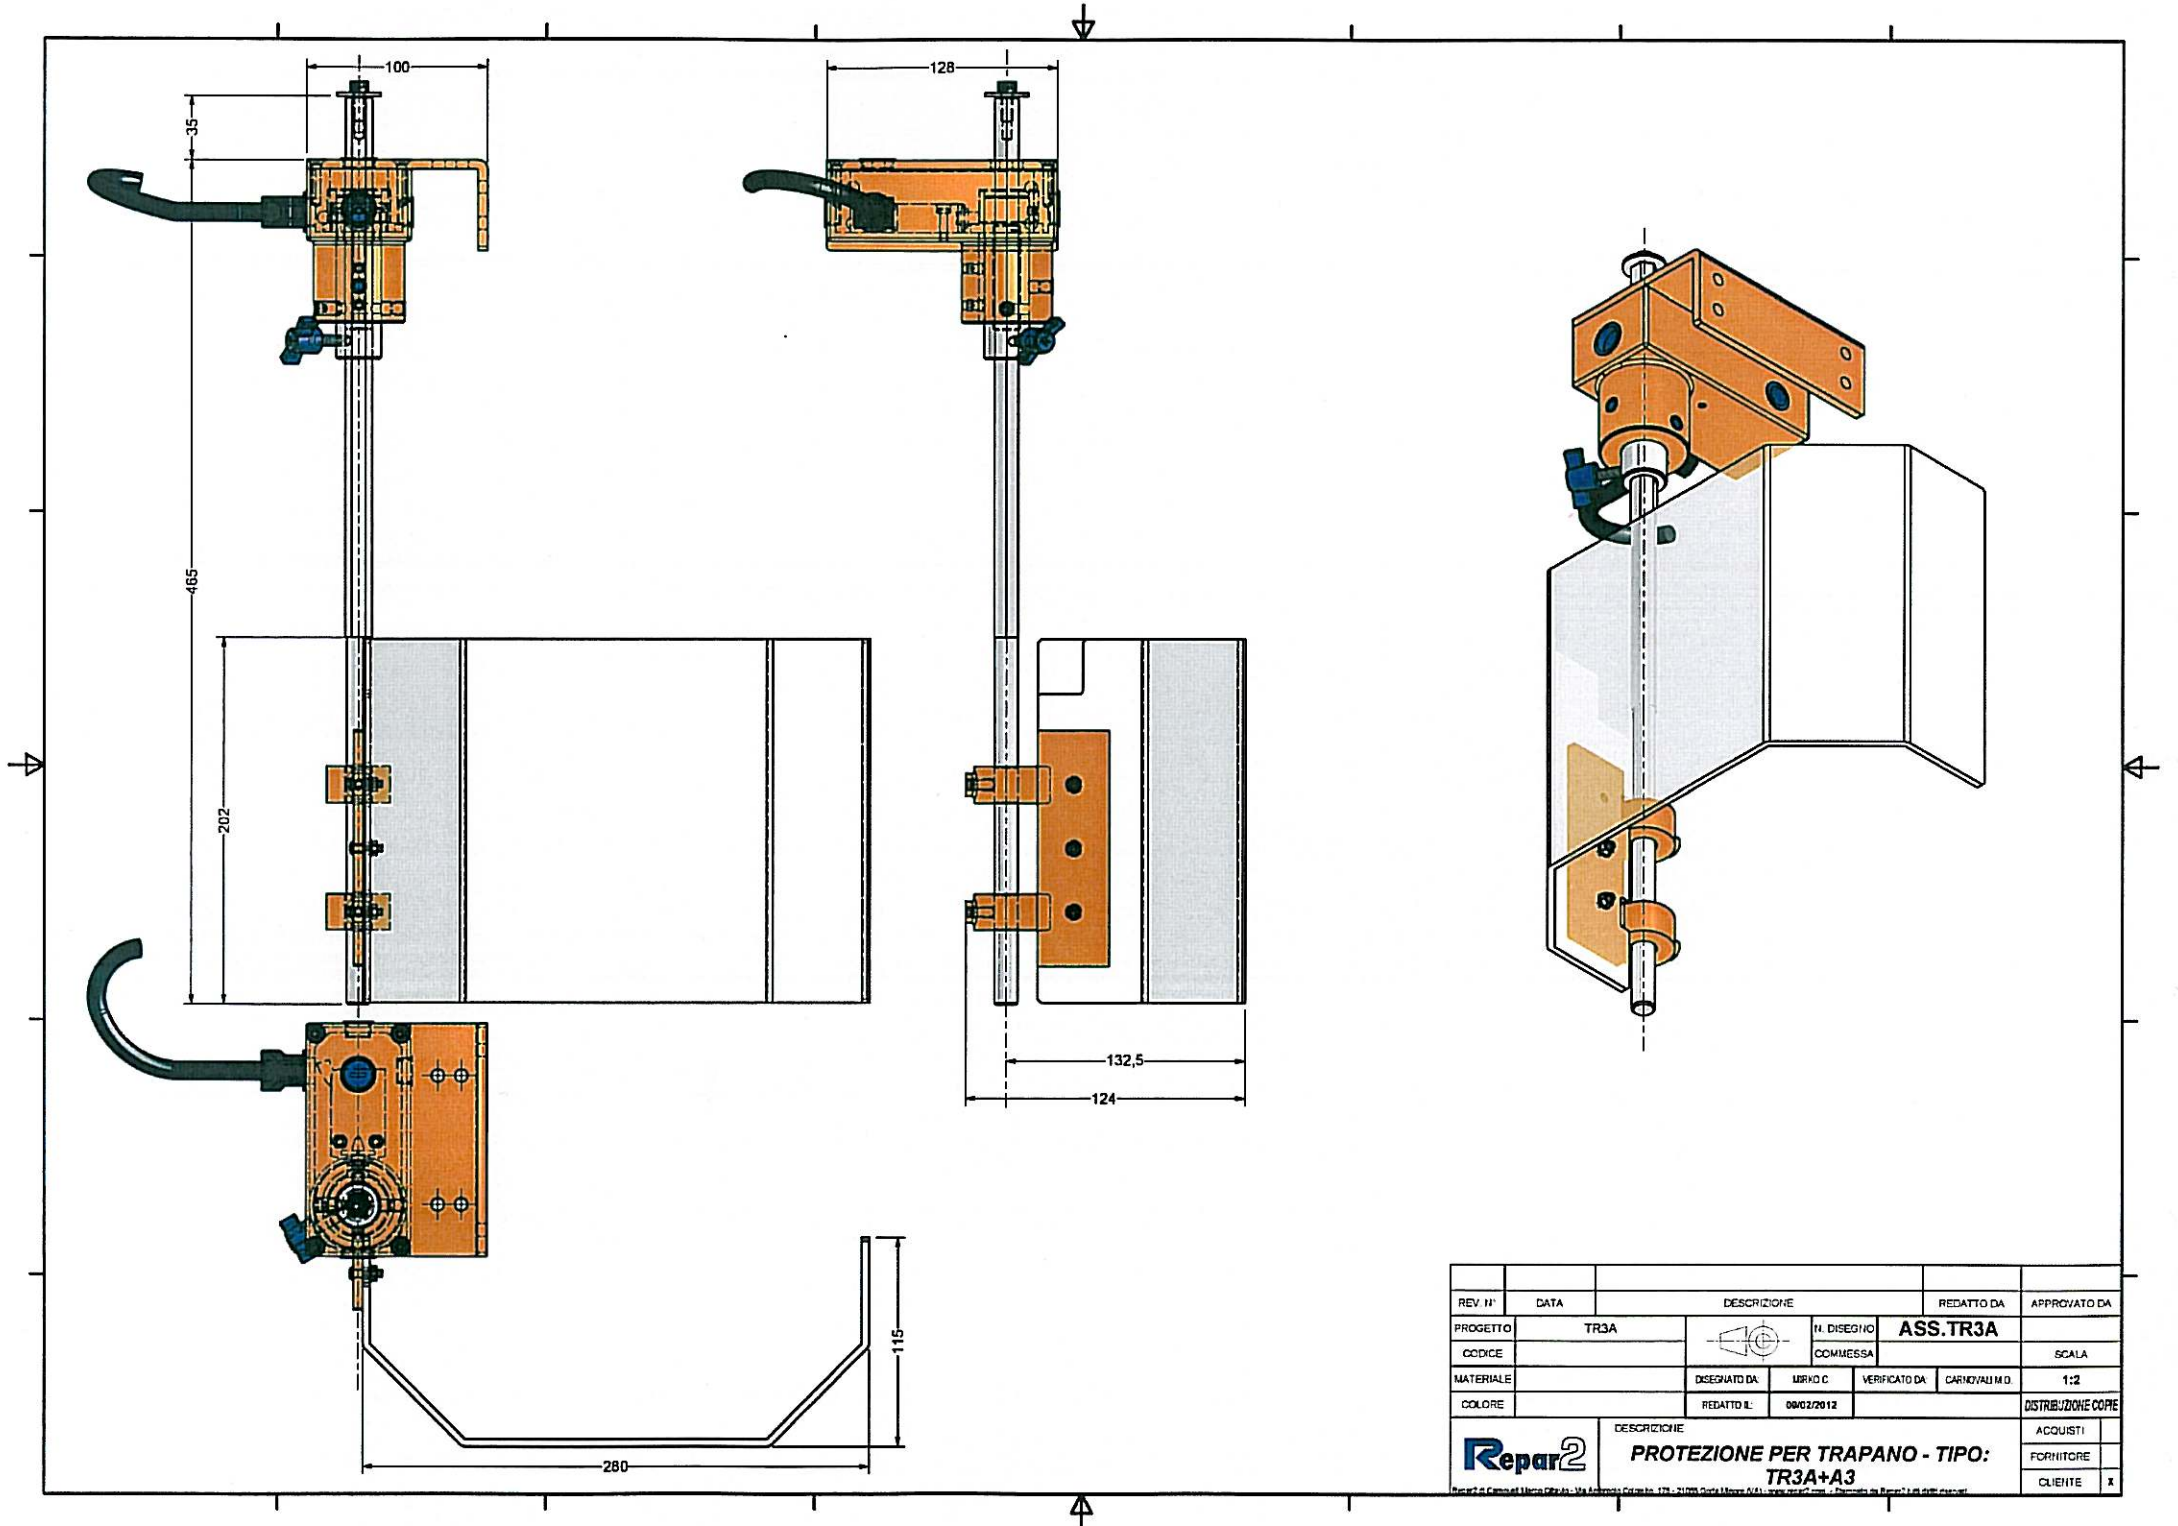 100
128
35
465
202
132,5
124
115
280
REV. N° DATA DESCRIZIONE REDATTO DA APPROVATO DA
PROGETTO TR3A N. DISEGNO ASS.TR3A
CODICE COMMESSA SCALA
MATERIALE DISEGNATO DA: MIRKO C. VERIFICATO DA: CARNOVALI M.D. 1:2
COLORE REDATTO IL: 09/02/2012 DISTRIBUZIONE COPIE
DESCRIZIONE ACQUISTI
Repar2 PROTEZIONE PER TRAPANO - TIPO: FORNITORE
TR3A+A3 CLIENTE X